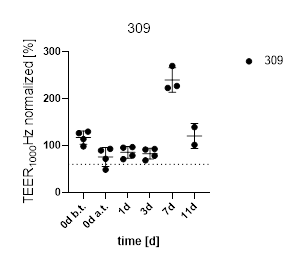 309
309
TEER1000Hz normalized [%]
300
200
100
0
0d b.t.
0d a.t.
1d
3d
7d
11d
time [d]